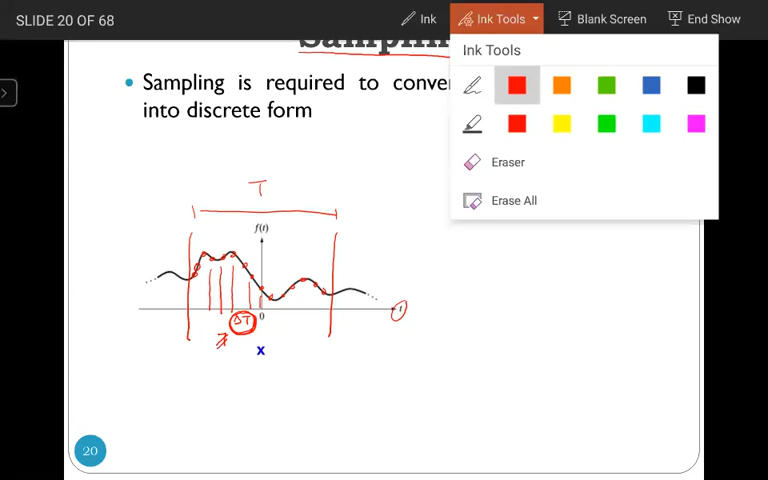 SLIDE 20 OF 68
Ink
Ink Tools
Blank Screen
End Show
Ink Tools
Eraser
Erase All
• Sampling is required to
into discrete form
T
f(t)
0
ΔT
x
20